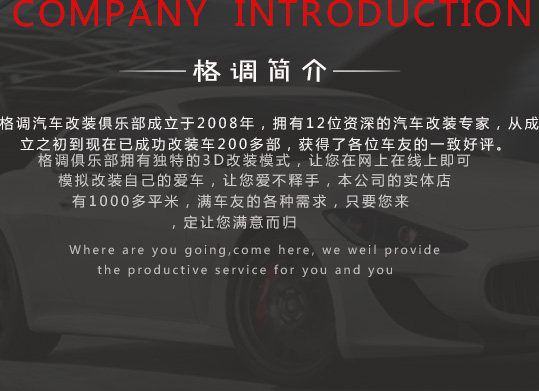 COMPANY INTRODUCTION
格调简介
格调汽车改装俱乐部成立于2008年，拥有12位资深的汽车改装专家，从成
立之初到现在已成功改装车200多部，获得了各位车友的一致好评。
格调俱乐部拥有独特的3D改装模式，让您在网上在线上即可
模拟改装自己的爱车，让您爱不释手，本公司的实体店
有1000多平米，满车友的各种需求，只要您来
，定让您满意而归
Where are you going,come here, we weil provide
the productive service for you and you